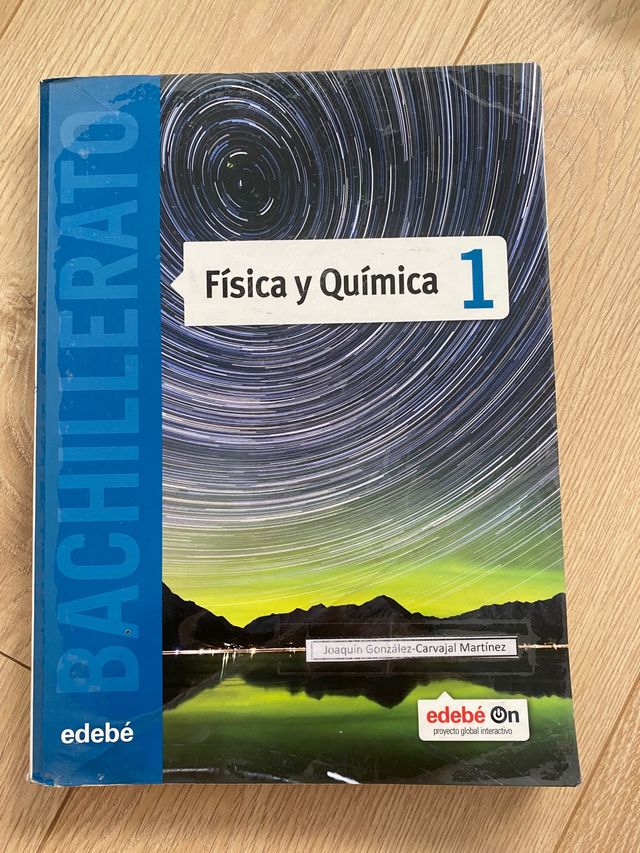 BACHILLERATO
Física y Química 1
Joaquín González-Carvajal Martínez
edebé On
proyecto global interactivo
edebé